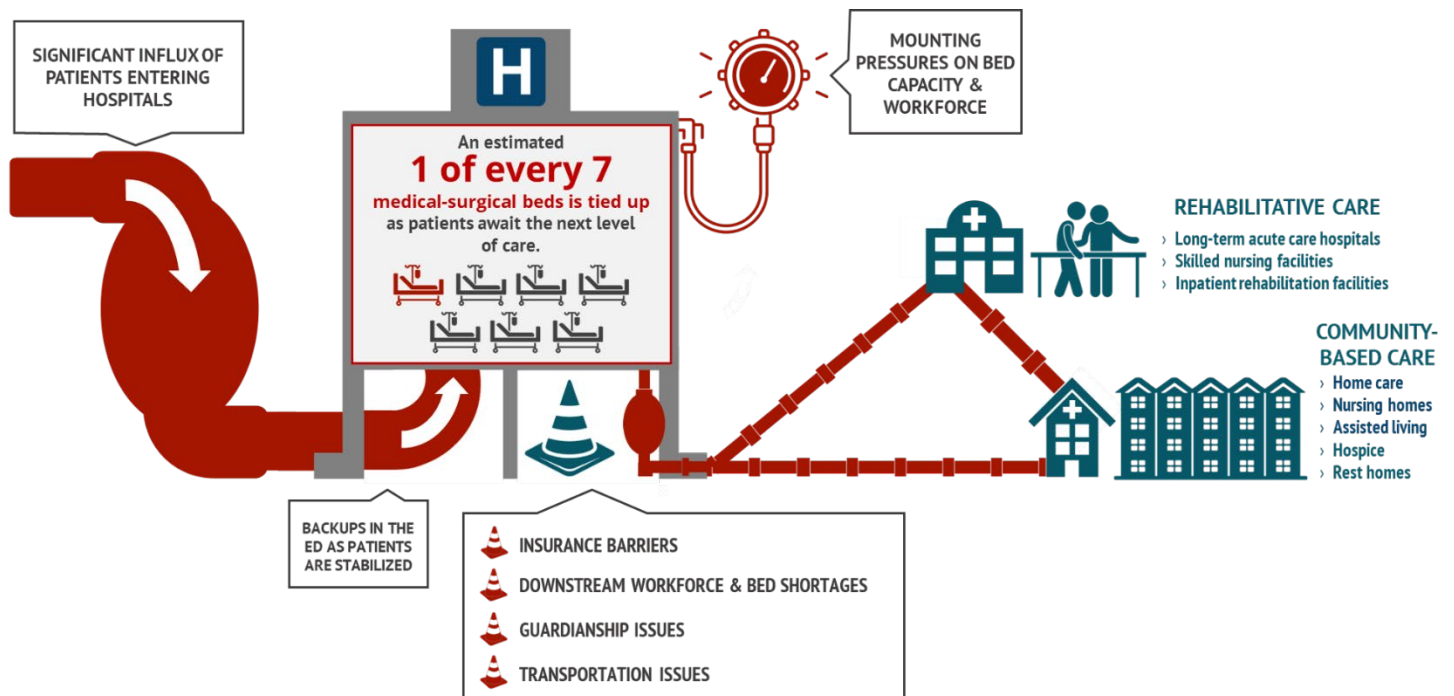 SIGNIFICANT INFLUX OF
PATIENTS ENTERING
HOSPITALS
H
An estimated
1 of every 7
medical-surgical beds is tied up
as patients await the next level
of care.
MOUNTING
PRESSURES ON BED
CAPACITY &
WORKFORCE
REHABILITATIVE CARE
› Long-term acute care hospitals
› Skilled nursing facilities
› Inpatient rehabilitation facilities
COMMUNITY-
BASED CARE
› Home care
› Nursing homes
› Assisted living
› Hospice
› Rest homes
BACKUPS IN THE
ED AS PATIENTS
ARE STABILIZED
INSURANCE BARRIERS
DOWNSTREAM WORKFORCE & BED SHORTAGES
GUARDIANSHIP ISSUES
TRANSPORTATION ISSUES